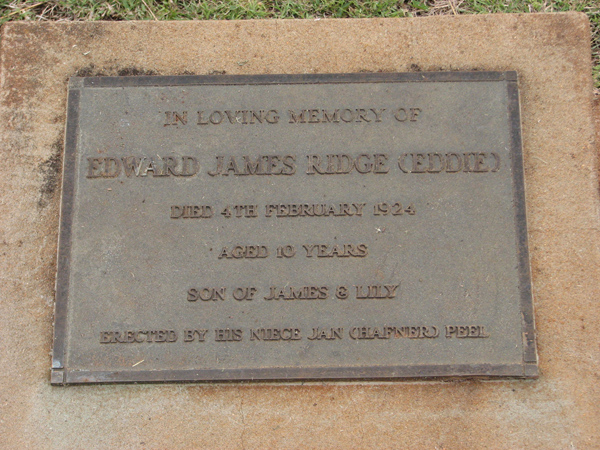 IN LOVING MEMORY OF
EDWARD JAMES RIDGE (EDDIE)
DIED 4TH FEBRUARY 1924
AGED 10 YEARS
SON OF JAMES & LILY
ERECTED BY HIS NIECE JAN (HAFNER) PEEL